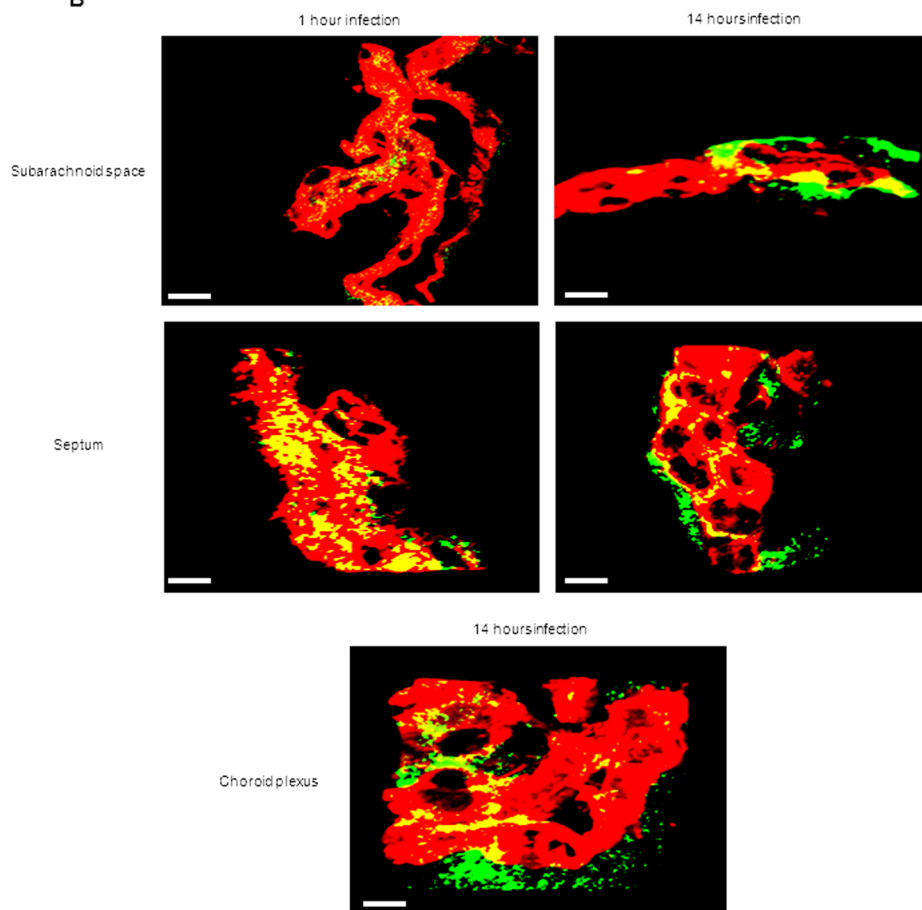 B
1 hour infection
14 hoursinfection
Subarachnoid space
Septum
14 hoursinfection
Choroid plexus